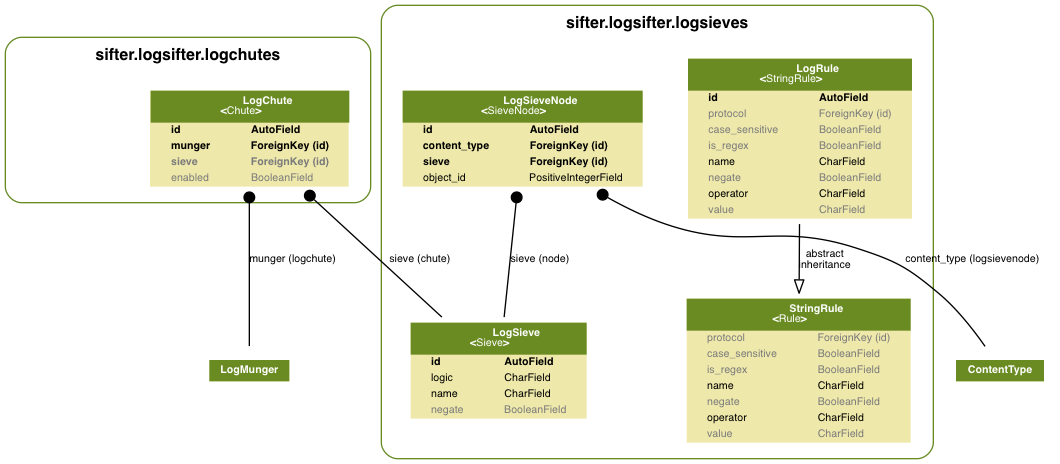 sifter.logsifter.logchutes
LogChute
<Chute>
id AutoField
munger ForeignKey (id)
sieve ForeignKey (id)
enabled BooleanField
sifter.logsifter.logsieves
LogSieveNode
<SieveNode>
id AutoField
content_type ForeignKey (id)
sieve ForeignKey (id)
object_id PositiveIntegerField
LogRule
<StringRule>
id AutoField
protocol ForeignKey (id)
case_sensitive BooleanField
is_regex BooleanField
name CharField
negate BooleanField
operator CharField
value CharField
munger (logchute)
sieve (chute)
sieve (node)
abstract
inheritance
content_type (logsievenode)
LogMunger
LogSieve
<Sieve>
id AutoField
logic CharField
name CharField
negate BooleanField
StringRule
<Rule>
protocol ForeignKey (id)
case_sensitive BooleanField
is_regex BooleanField
name CharField
negate BooleanField
operator CharField
value CharField
ContentType